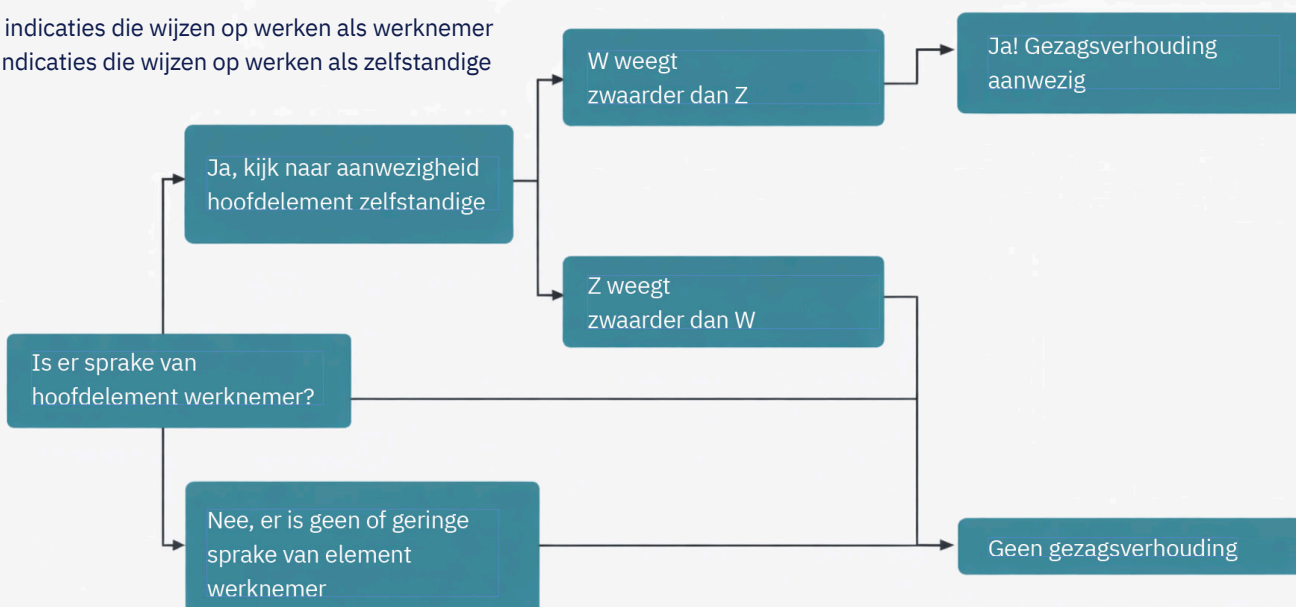 indicaties die wijzen op werken als werknemer
ndicaties die wijzen op werken als zelfstandige
W weegt
zwaarder dan Z
Ja! Gezagsverhouding
aanwezig
Ja, kijk naar aanwezigheid
hoofdelement zelfstandige
Z weegt
zwaarder dan W
Is er sprake van
hoofdelement werknemer?
Nee, er is geen of geringe
sprake van element
werknemer
Geen gezagsverhouding